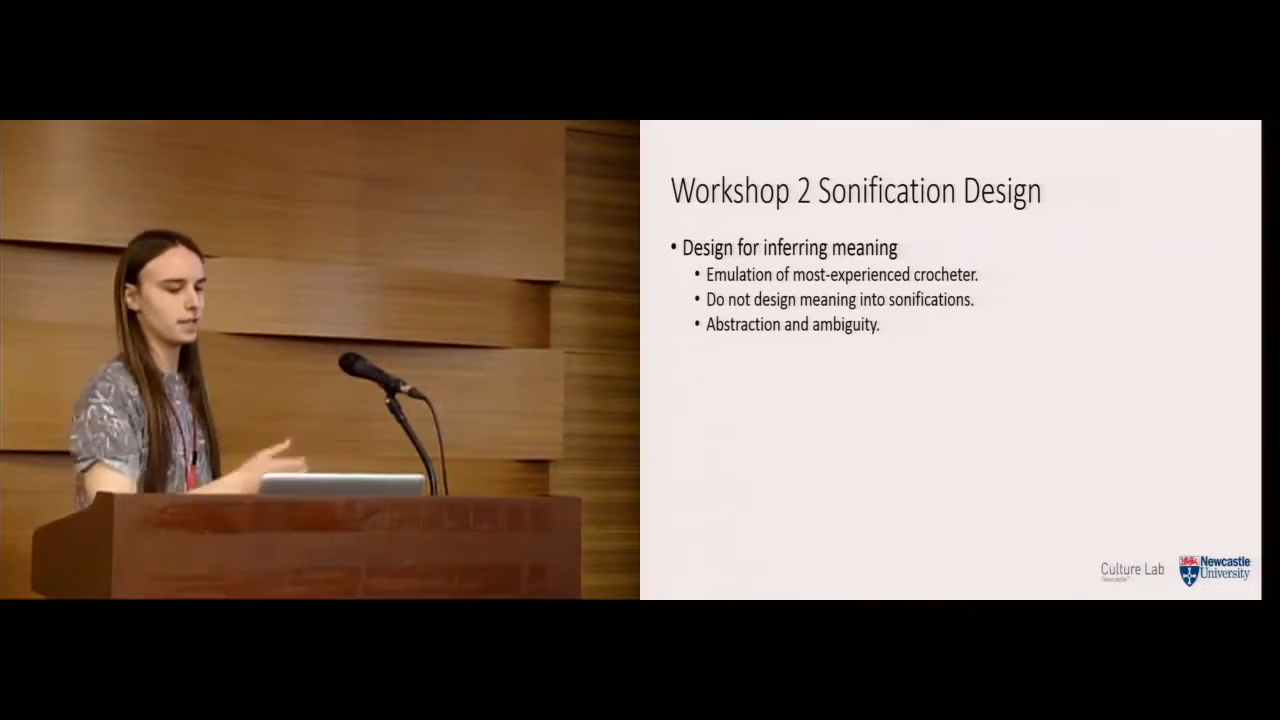 Workshop 2 Sonification Design
• Design for inferring meaning
• Emulation of most-experienced crocheter.
• Do not design meaning into sonifications.
• Abstraction and ambiguity.
Culture Lab
Newcastle
Newcastle
University